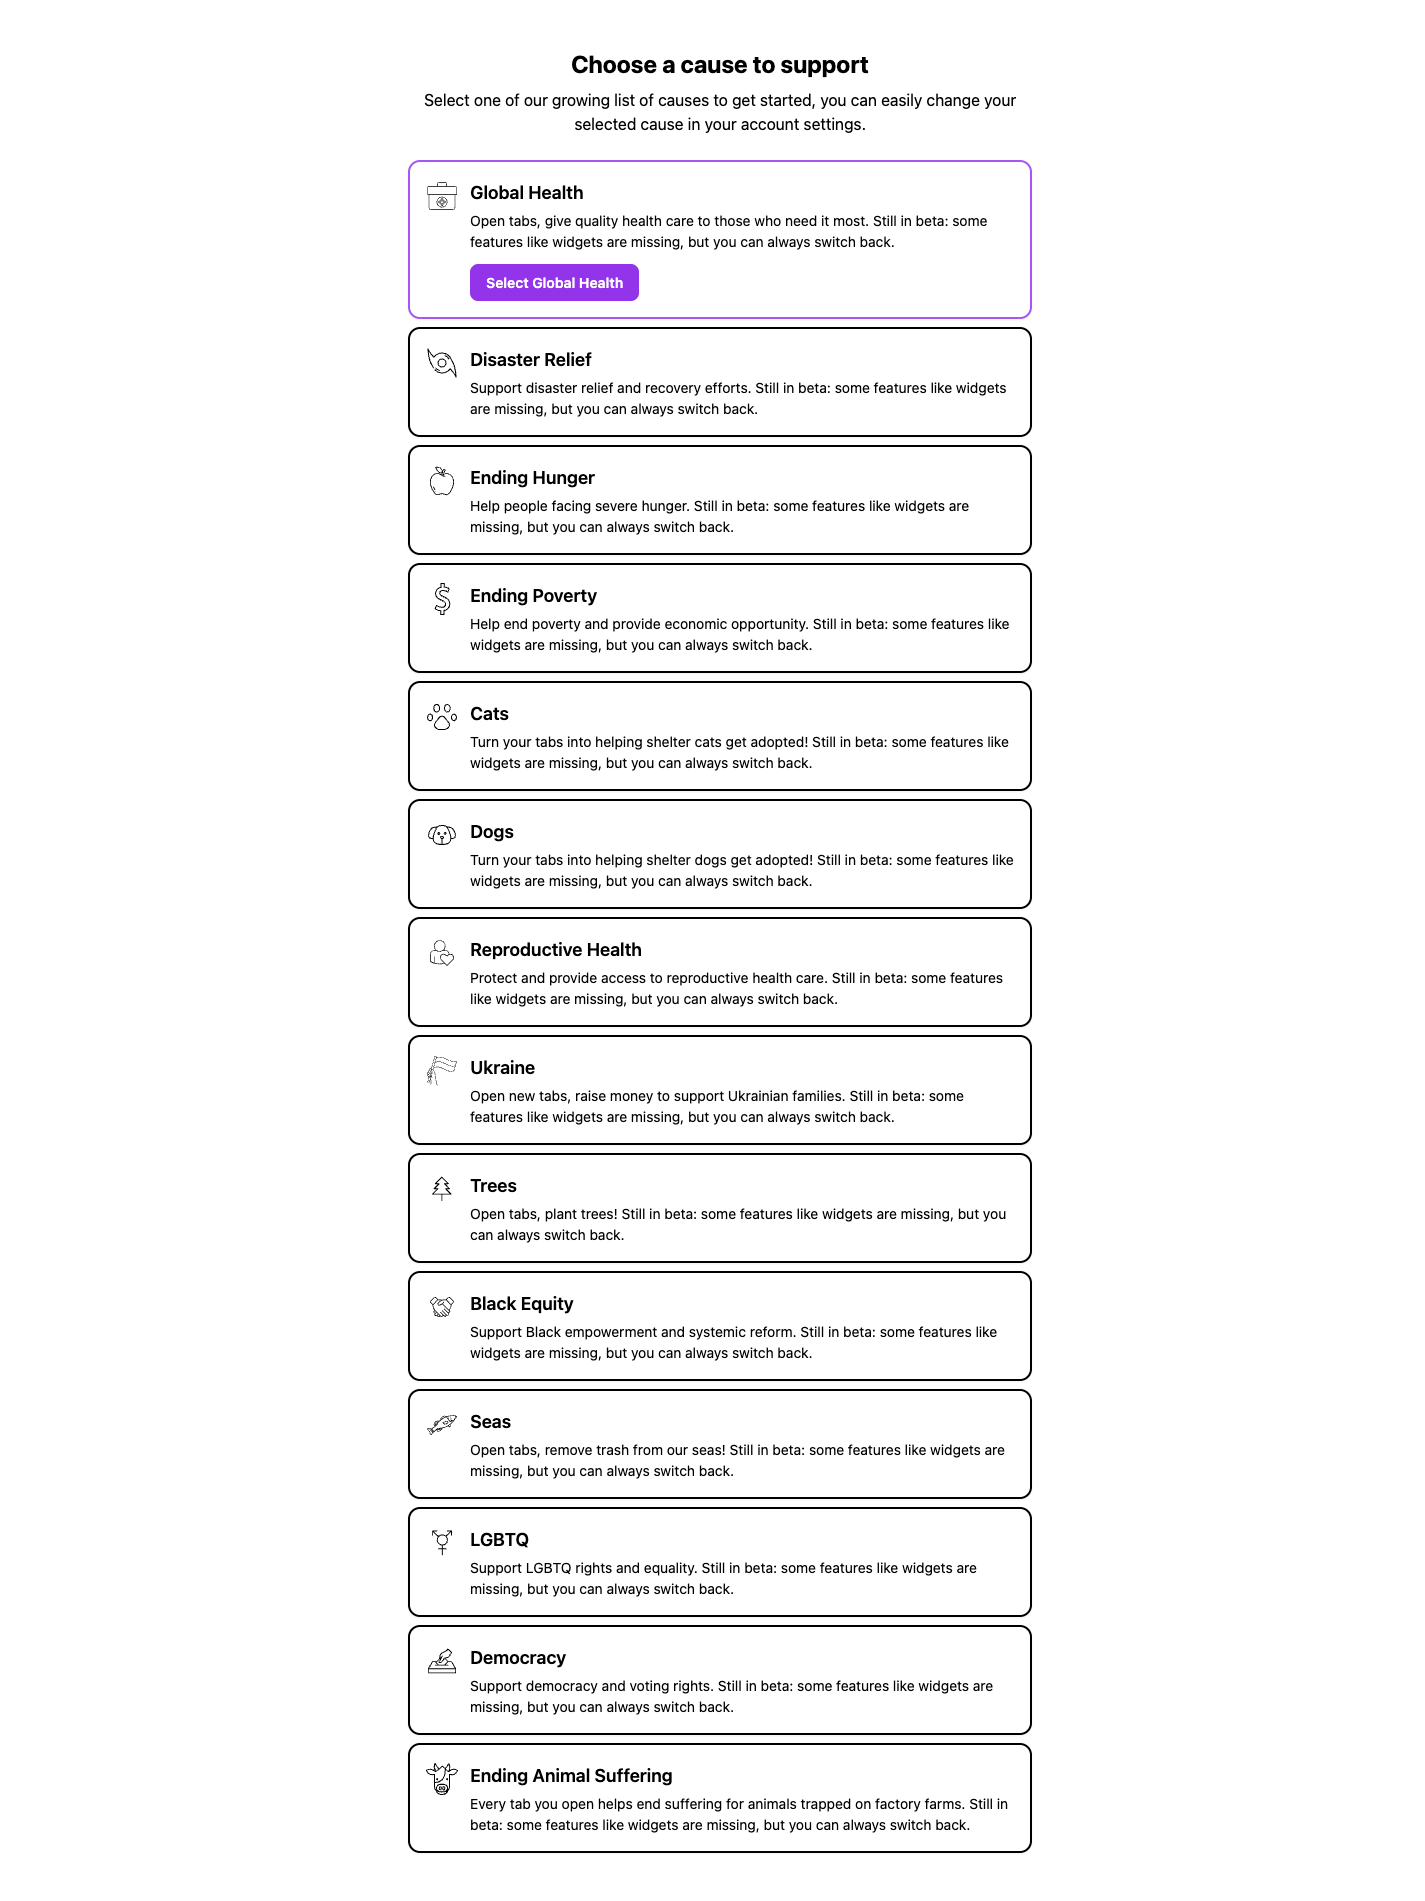 Choose a cause to support
Select one of our growing list of causes to get started, you can easily change your
selected cause in your account settings.
Global Health
Open tabs, give quality health care to those who need it most. Still in beta: some
features like widgets are missing, but you can always switch back.
Select Global Health
Disaster Relief
Support disaster relief and recovery efforts. Still in beta: some features like widgets
are missing, but you can always switch back.
Ending Hunger
Help people facing severe hunger. Still in beta: some features like widgets are
missing, but you can always switch back.
Ending Poverty
Help end poverty and provide economic opportunity. Still in beta: some features like
widgets are missing, but you can always switch back.
Cats
Turn your tabs into helping shelter cats get adopted! Still in beta: some features like
widgets are missing, but you can always switch back.
Dogs
Turn your tabs into helping shelter dogs get adopted! Still in beta: some features like
widgets are missing, but you can always switch back.
Reproductive Health
Protect and provide access to reproductive health care. Still in beta: some features
like widgets are missing, but you can always switch back.
Ukraine
Open new tabs, raise money to support Ukrainian families. Still in beta: some
features like widgets are missing, but you can always switch back.
Trees
Open tabs, plant trees! Still in beta: some features like widgets are missing, but you
can always switch back.
Black Equity
Support Black empowerment and systemic reform. Still in beta: some features like
widgets are missing, but you can always switch back.
Seas
Open tabs, remove trash from our seas! Still in beta: some features like widgets are
missing, but you can always switch back.
LGBTQ
Support LGBTQ rights and equality. Still in beta: some features like widgets are
missing, but you can always switch back.
Democracy
Support democracy and voting rights. Still in beta: some features like widgets are
missing, but you can always switch back.
Ending Animal Suffering
Every tab you open helps end suffering for animals trapped on factory farms. Still in
beta: some features like widgets are missing, but you can always switch back.